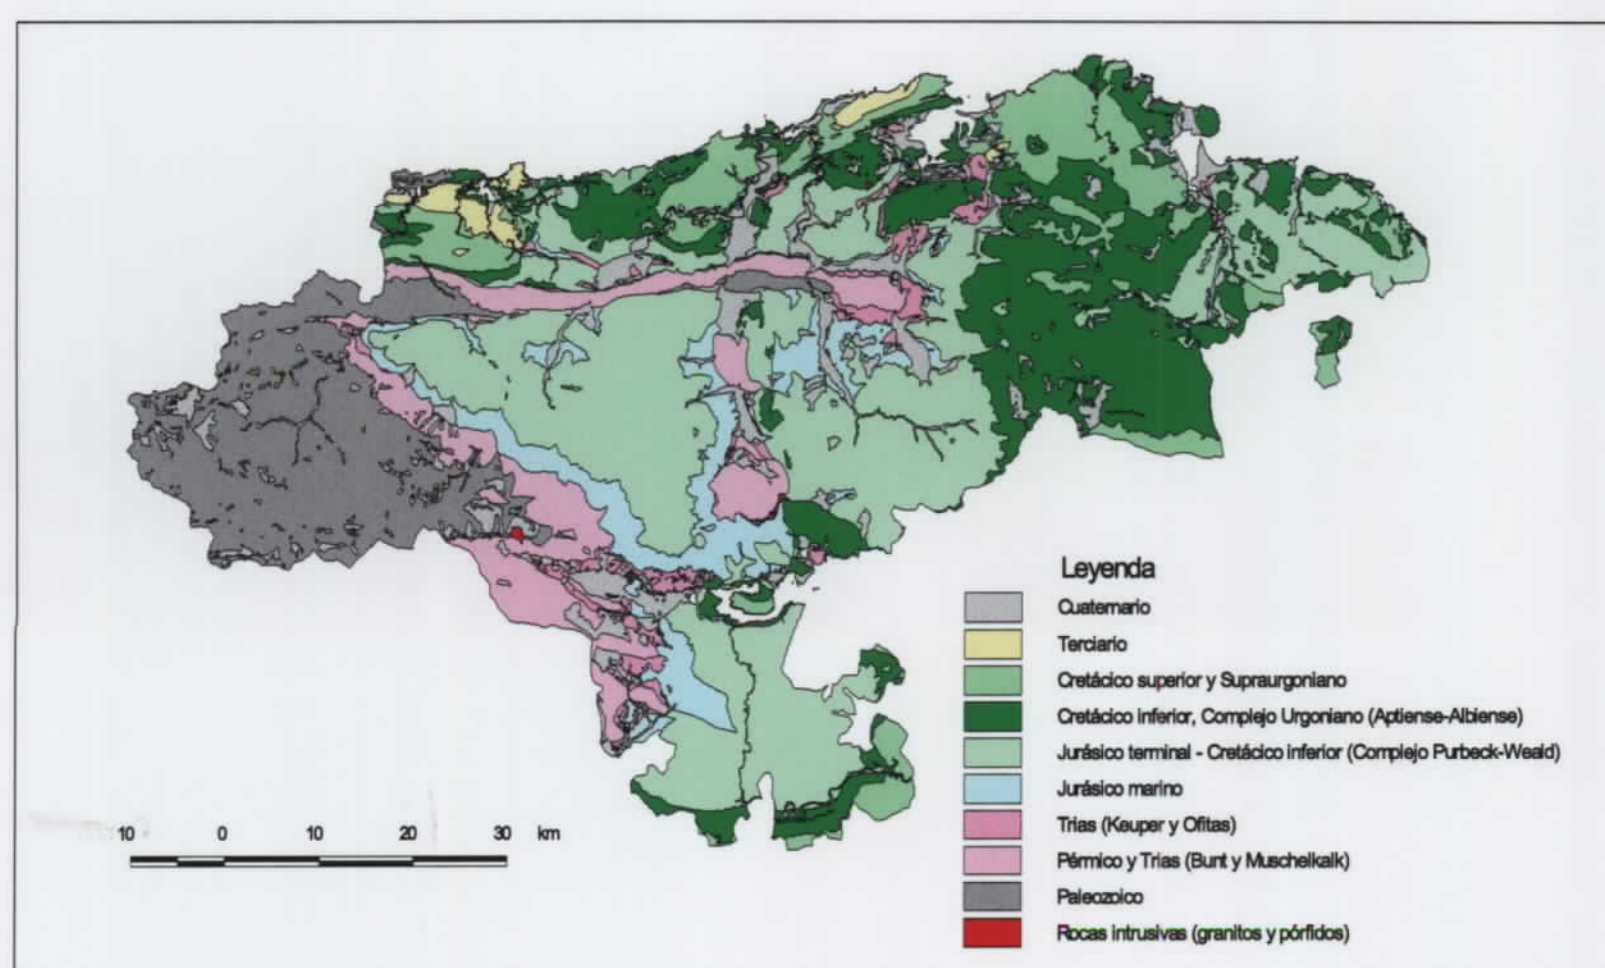 Leyenda
Cuaternario
Terciario
Cretácico superior y Supraurgoniano
Cretácico inferior, Complejo Urgoniano (Aptiense-Albiense)
Jurásico terminal - Cretácico inferior (Complejo Purbeck-Weald)
Jurásico marino
Trias (Keuper y Ofitas)
Pérmico y Trias (Bunt y Muschelkalk)
Paleozoico
Rocas intrusivas (granitos y pórfidos)
10 0 10 20 30 km